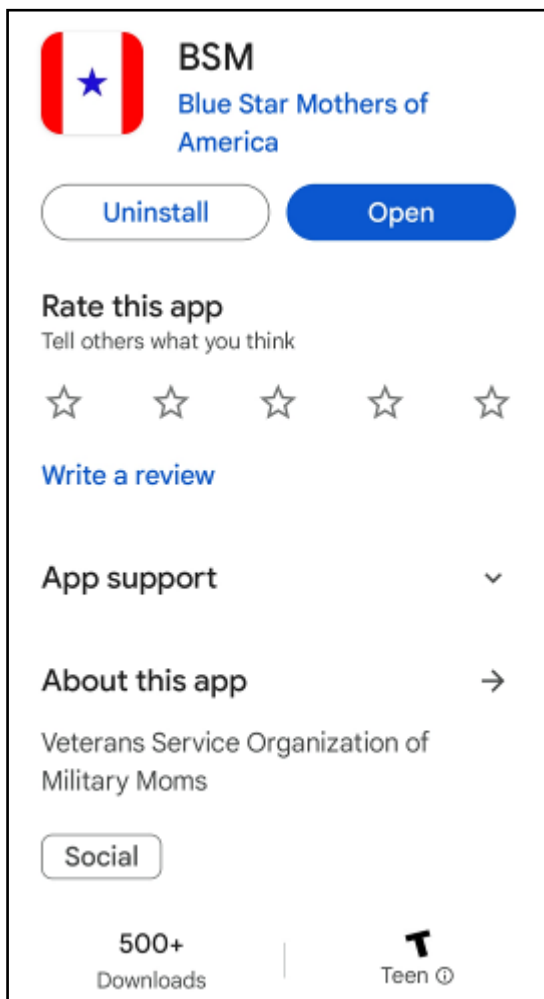 BSM
Blue Star Mothers of
America
Uninstall
Open
Rate this app
Tell others what you think
Write a review
App support
About this app
Veterans Service Organization of
Military Moms
Social
500+
Downloads
T
Teen